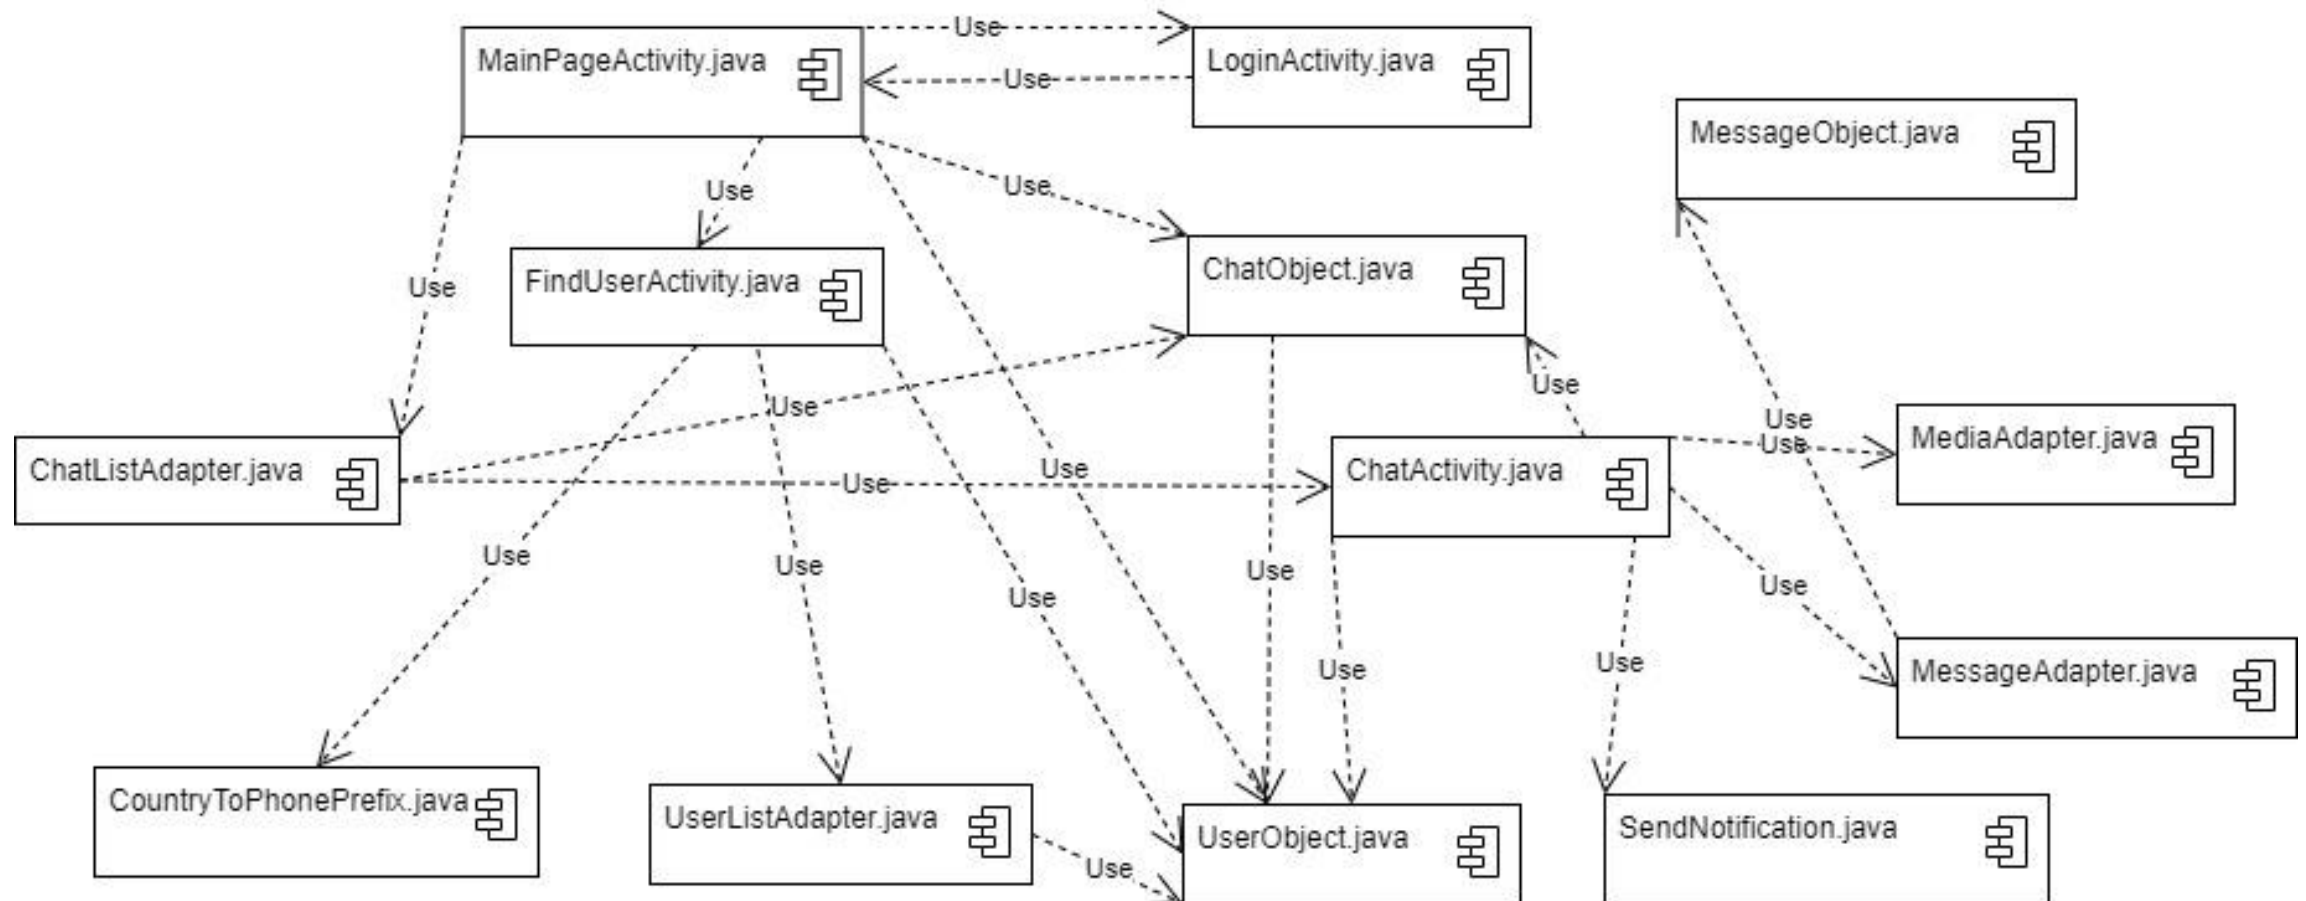 MainPageActivity.java
Use
LoginActivity.java
Use
MessageObject.java
Use
Use
FindUserActivity.java
ChatObject.java
Use
Use
Use
Use
Use
MediaAdapter.java
ChatListAdapter.java
Use
Use
ChatActivity.java
Use
Use
Use
Use
Use
Use
Use
Use
MessageAdapter.java
CountryToPhonePrefix.java
UserListAdapter.java
UserObject.java
SendNotification.java
Use